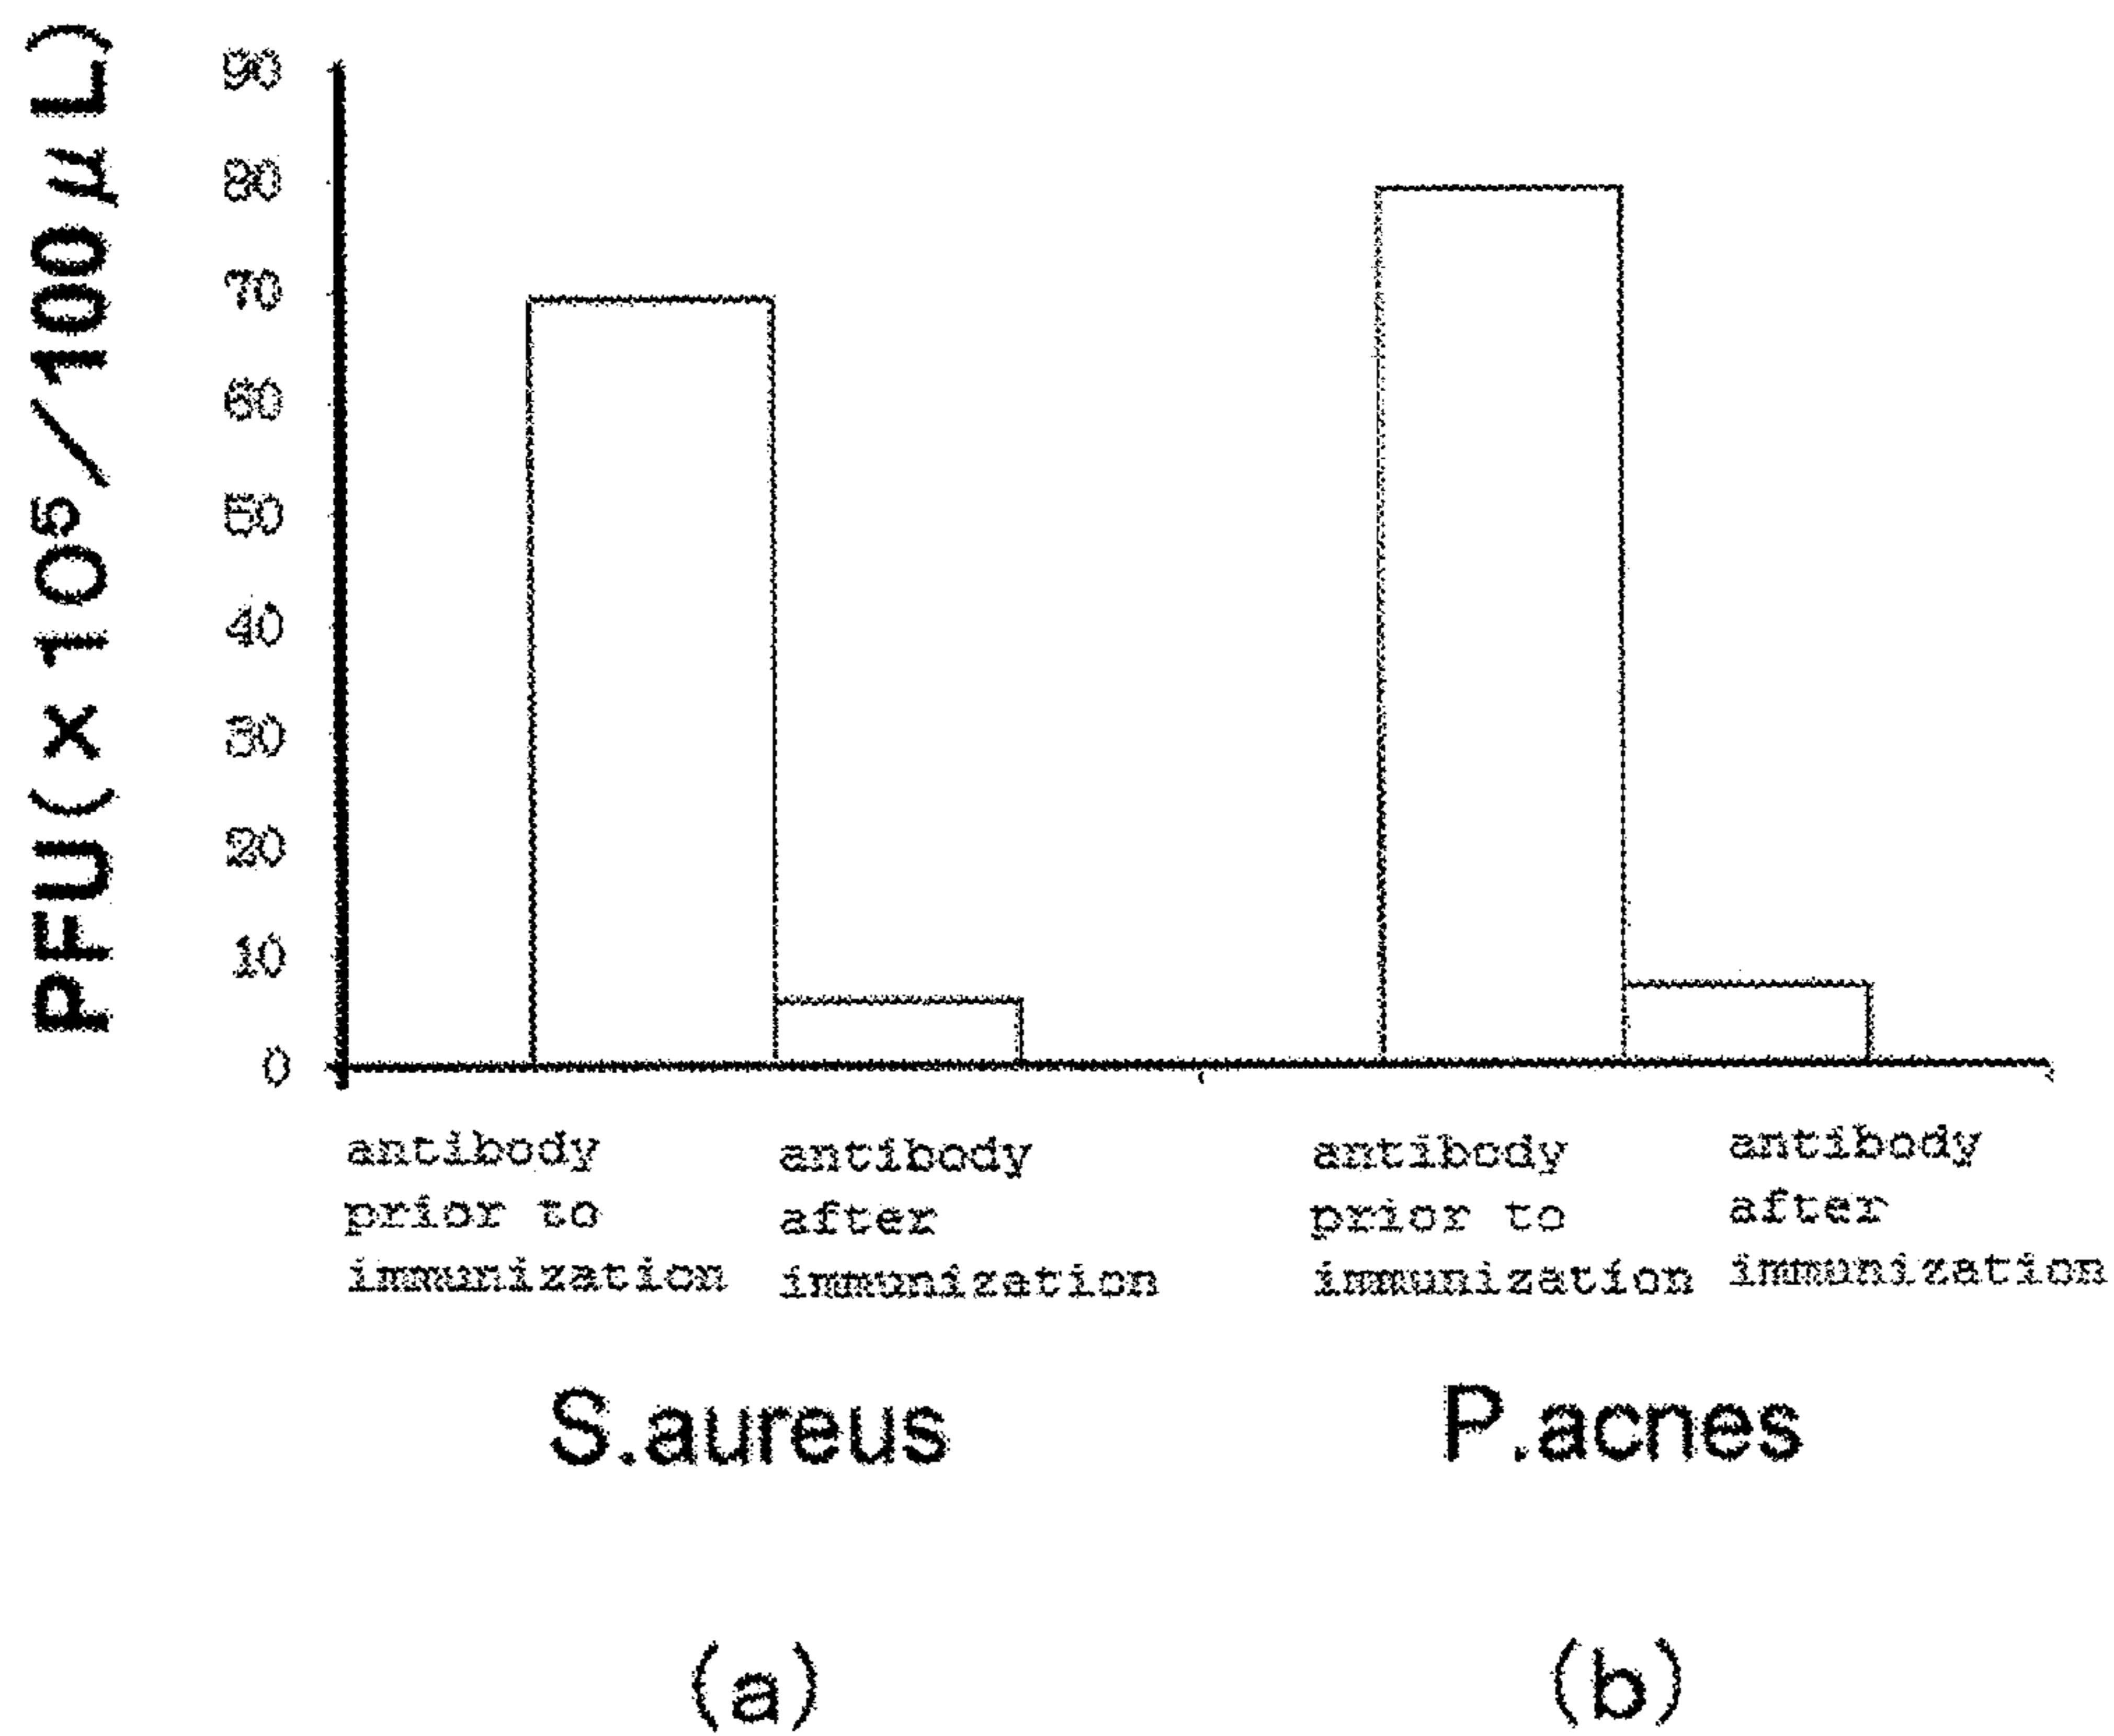 PFU(×10⁵/100μL)
90
80
70
60
50
40
30
20
10
0
antibody
prior to
immunization
antibody
after
immunization
antibody
prior to
immunization
antibody
after
immunization
S.aureus
P.acnes
(a)
(b)